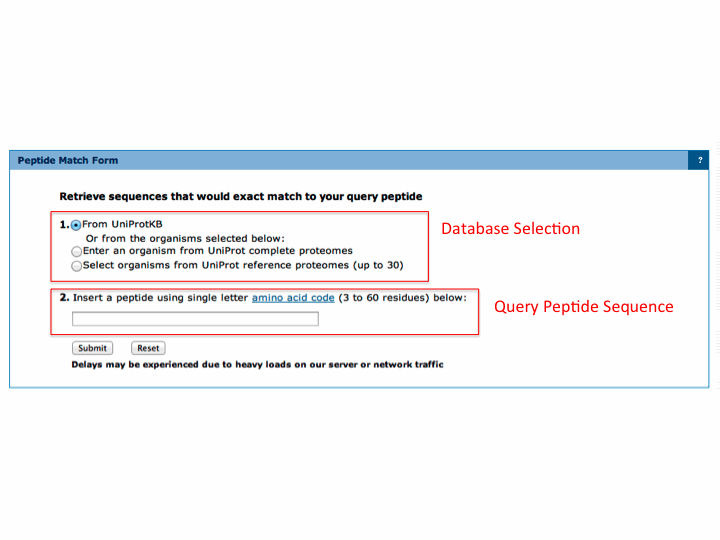 Peptide Match Form
?
Retrieve sequences that would exact match to your query peptide
1. From UniProtKB
Or from the organisms selected below:
Enter an organism from UniProt complete proteomes
Select organisms from UniProt reference proteomes (up to 30)
Database Selection
2. Insert a peptide using single letter amino acid code (3 to 60 residues) below:
Query Peptide Sequence
Submit Reset
Delays may be experienced due to heavy loads on our server or network traffic